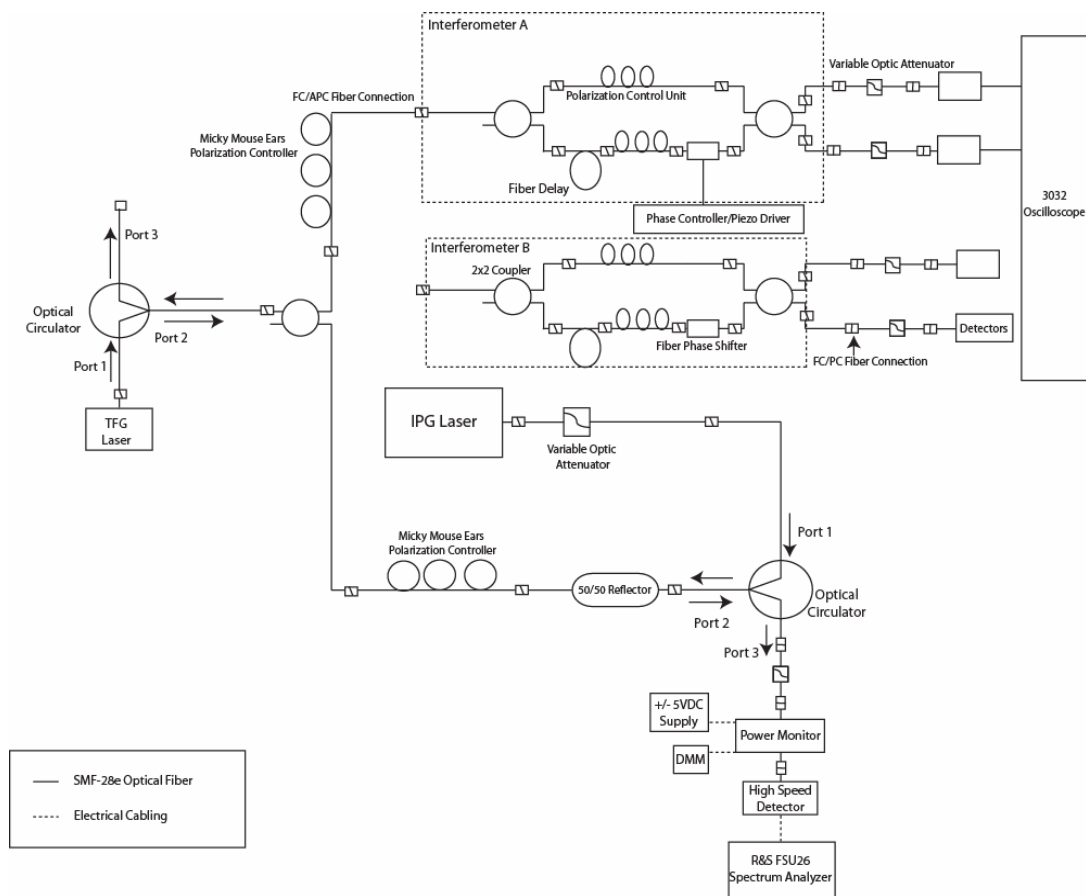 Interferometer A
Variable Optic Attenuator
FC/APC Fiber Connection
Polarization Control Unit
Micky Mouse Ears
Polarization Controller
Fiber Delay
3032
Oscilloscope
Phase Controller/Piezo Driver
Port 3
Interferometer B
2x2 Coupler
Optical
Circulator
Port 2
Detectors
Fiber Phase Shifter
Port 1
FC/PC Fiber Connection
TFG
Laser
IPG Laser
Variable Optic
Attenuator
Port 1
Micky Mouse Ears
Polarization Controller
50/50 Reflector
Optical
Circulator
Port 2
Port 3
+/- 5VDC
Supply
Power Monitor
DMM
SMF-28e Optical Fiber
High Speed
Detector
Electrical Cabling
R&S FSU26
Spectrum Analyzer